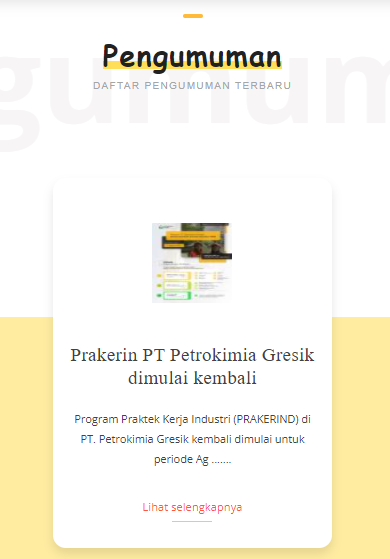 Pengumuman
DAFTAR PENGUMUMAN TERBARU
Prakerin PT Petrokimia Gresik
dimulai kembali
Program Praktek Kerja Industri (PRAKERIND) di
PT. Petrokimia Gresik kembali dimulai untuk
periode Ag .......
Lihat selengkapnya